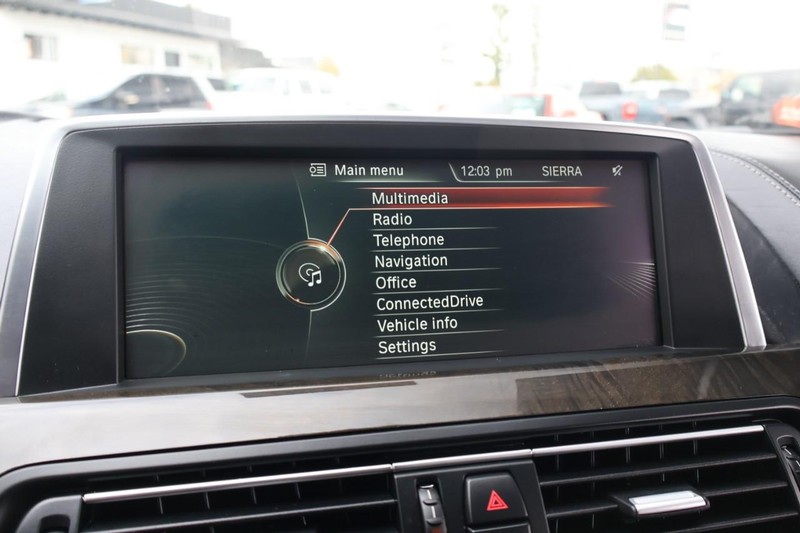 Main menu 12:03 pm SIERRA
Multimedia
Radio
Telephone
Navigation
Office
ConnectedDrive
Vehicle info
Settings